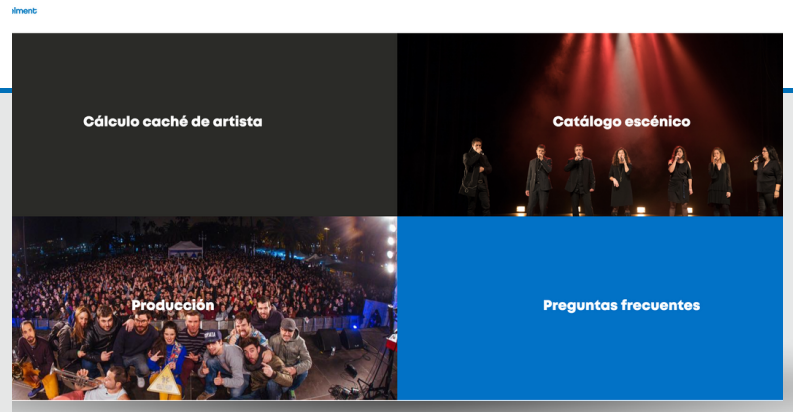 Cálculo caché de artista
Catálogo escénico
Producción
Preguntas frecuentes